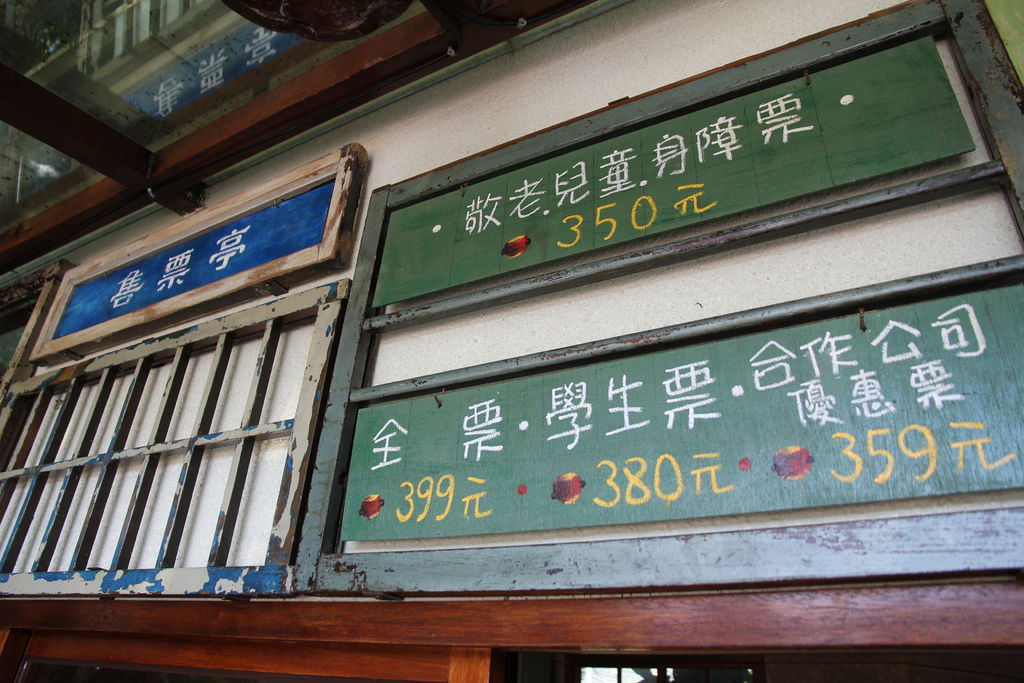 售票亭
·敬老.兒童.身障票·
350元
全 票·學生票·合作公司
優惠票
399元 380元 359元